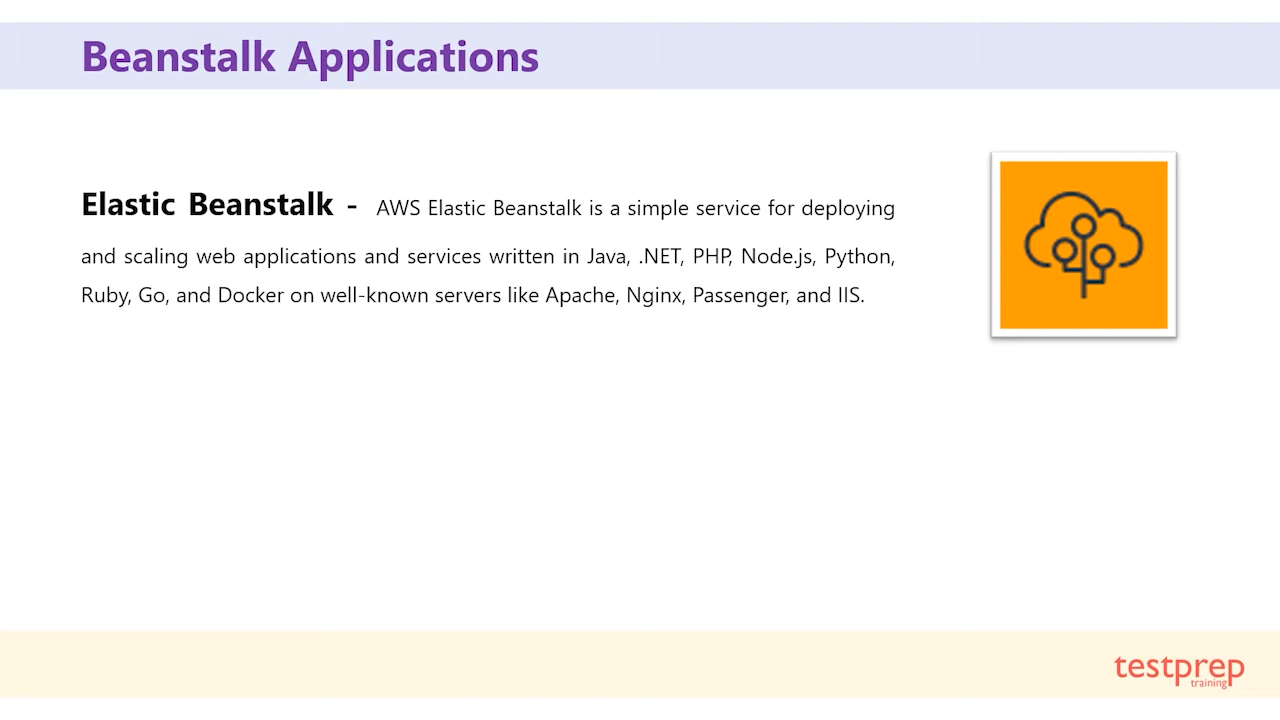 Beanstalk Applications
Elastic Beanstalk - AWS Elastic Beanstalk is a simple service for deploying
and scaling web applications and services written in Java, .NET, PHP, Node.js, Python,
Ruby, Go, and Docker on well-known servers like Apache, Nginx, Passenger, and IIS.
testprep
training